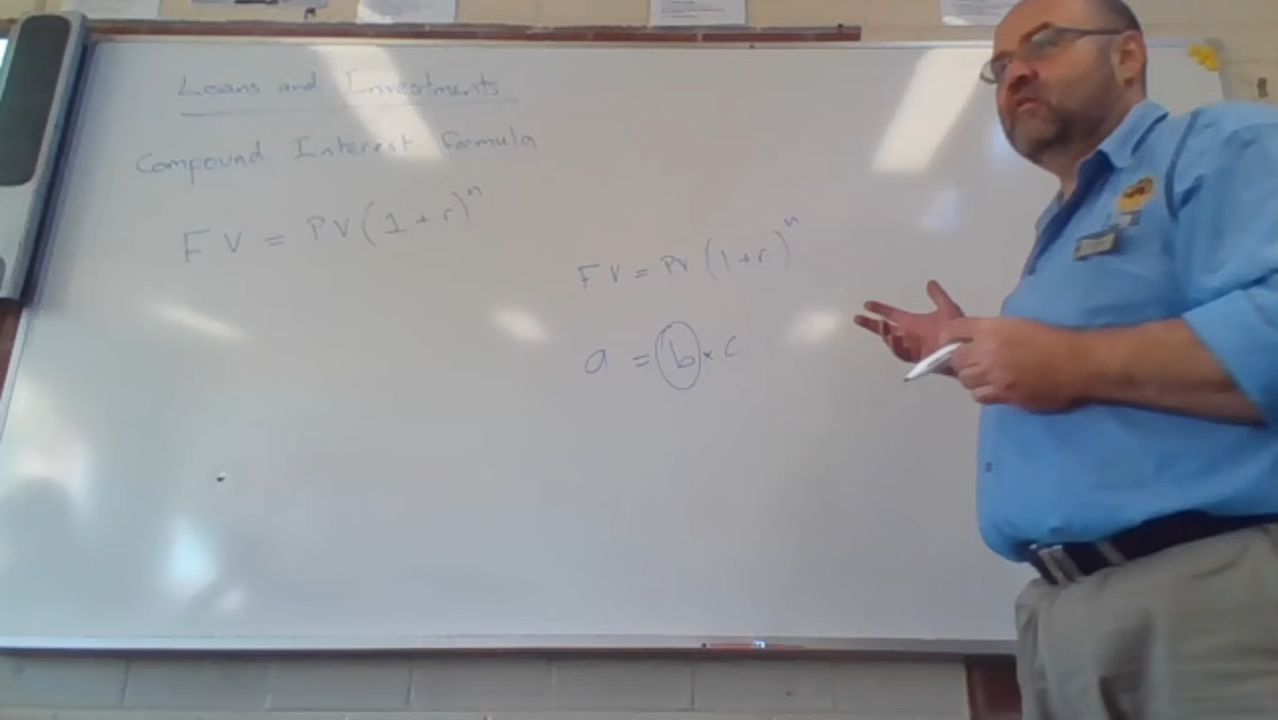 Loans and Investments
Compound Interest Formula
FV = PV(1+r)^n
FV = PV(1+r)^n
a = b × c